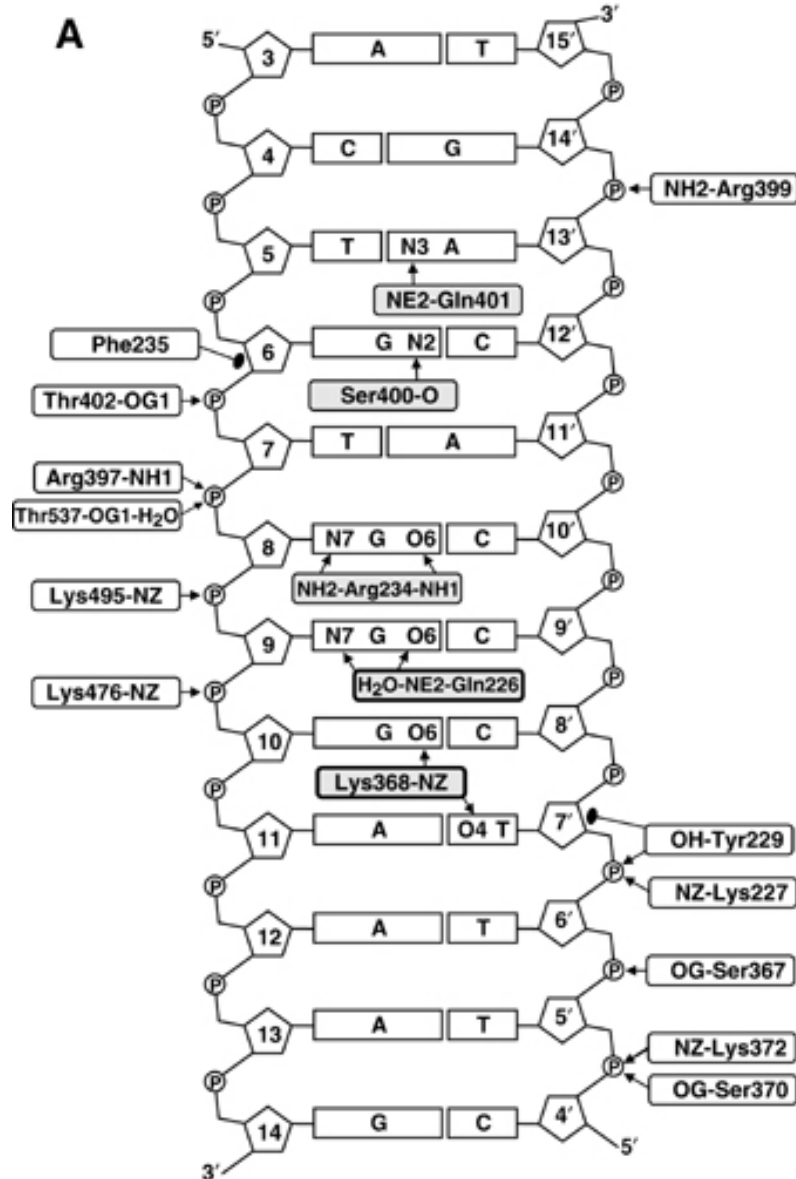 A
5′ 3 A T 15′ 3′
P P
4 C G 14′
P P NH2-Arg399
5 T N3 A 13′
NE2-Gln401
P P
Phe235
6 G N2 C 12′
Thr402-OG1 P Ser400-O P
7 T A 11′
Arg397-NH1
P P
Thr537-OG1-H₂O
8 N7 G O6 C 10′
Lys495-NZ P NH2-Arg234-NH1 P
9 N7 G O6 C 9′
Lys476-NZ P H₂O-NE2-Gln226 P
10 G O6 C 8′
P Lys368-NZ P
11 A O4 T 7′
OH-Tyr229
P P
NZ-Lys227
12 A T 6′
P P OG-Ser367
13 A T 5′
NZ-Lys372
P P
OG-Ser370
14 G C 4′
3′ 5′